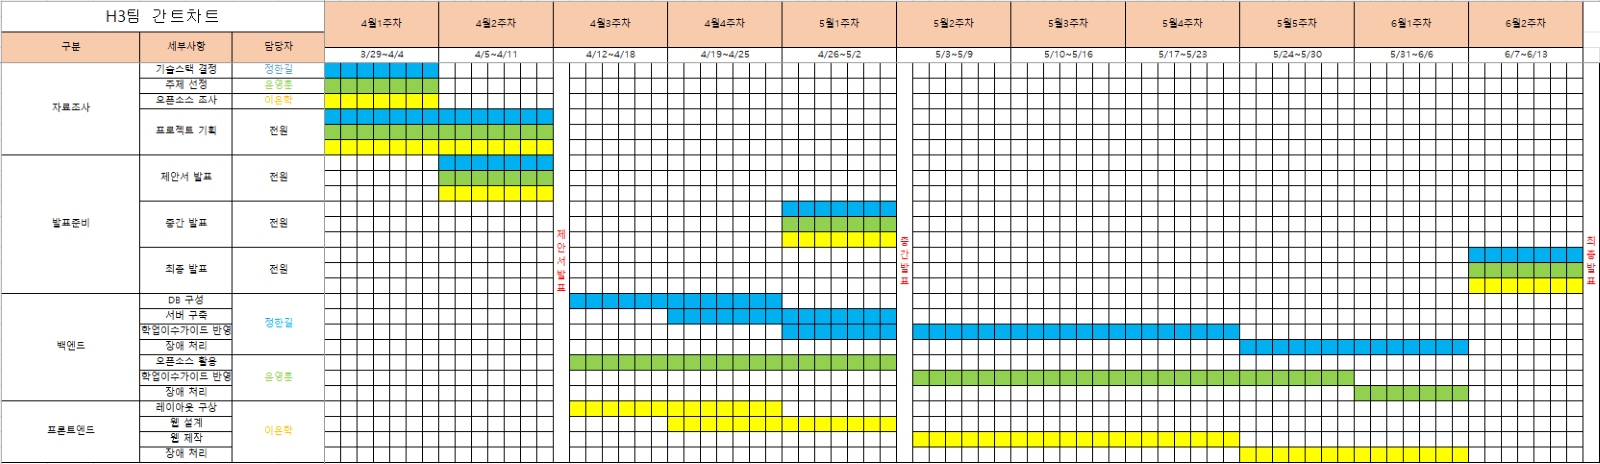 H3팀 간트차트
4월1주차 4월2주차 4월3주차 4월4주차 5월1주차 5월2주차 5월3주차 5월4주차 5월5주차 6월1주차 6월2주차
구분 세부사항 담당자
3/29~4/4 4/5~4/11 4/12~4/18 4/19~4/25 4/26~5/2 5/3~5/9 5/10~5/16 5/17~5/23 5/24~5/30 5/31~6/6 6/7~6/13
자료조사
기술스택 결정 정한길
주제 선정 윤명훈
오픈소스 조사 이은학
프로젝트 기획 전원
발표준비
제안서 발표 전원
중간 발표 전원
최종 발표 전원
제안서발표
중간발표
최종발표
백엔드
DB 구성
서버 구축
정한길
학업이수가이드 반영
장애 처리
오픈소스 활용
학업이수가이드 반영 윤명훈
장애 처리
프론트엔드
레이아웃 구상
웹 설계
이은학
웹 제작
장애 처리